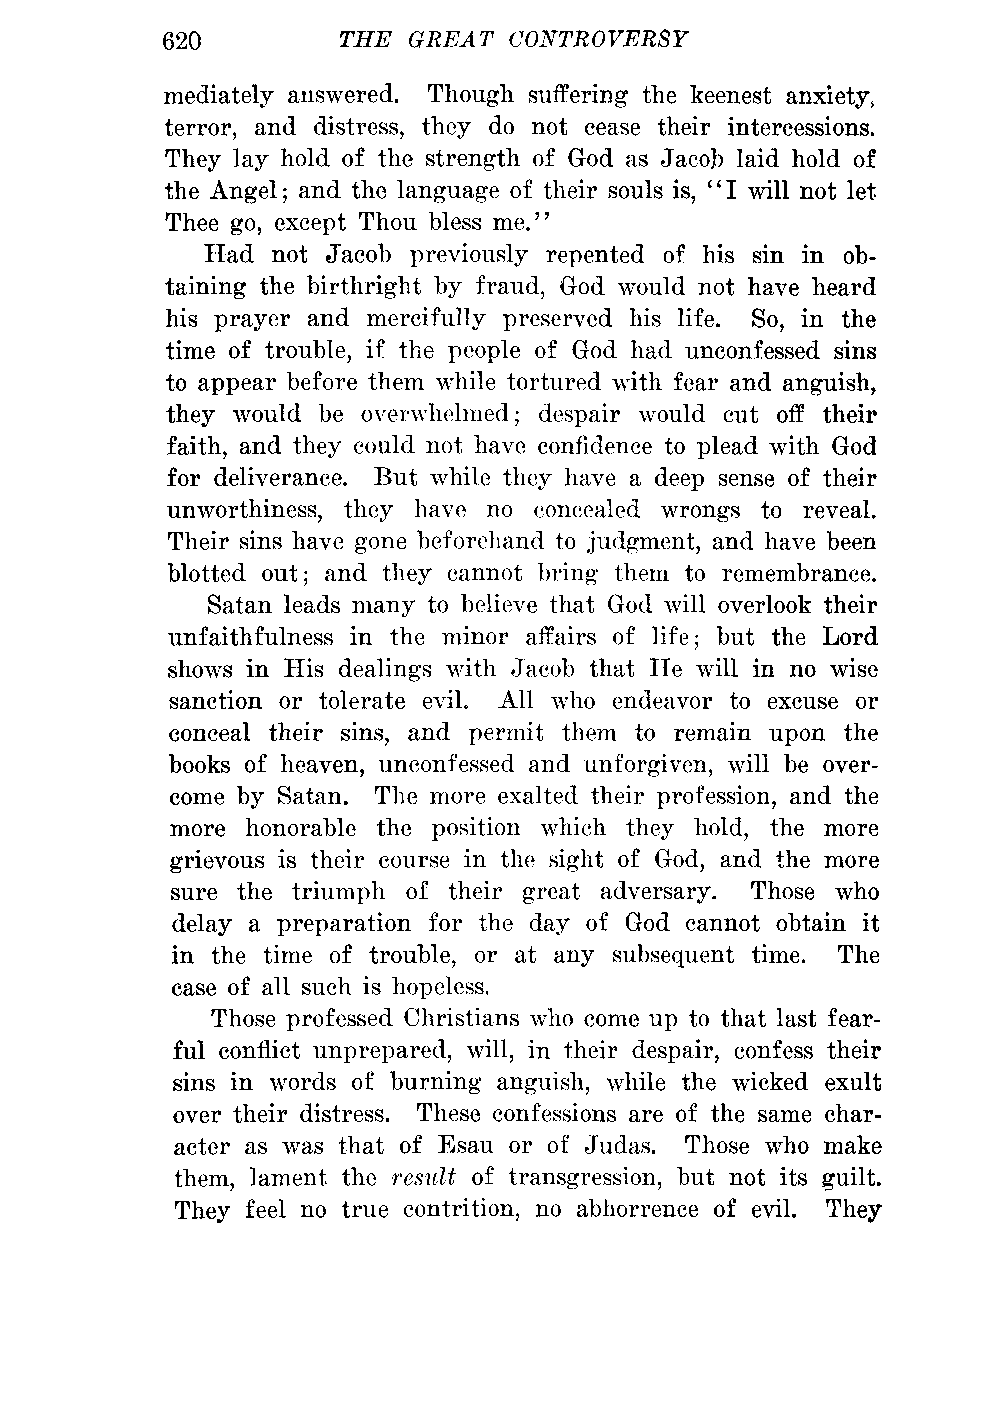 620 THE GREAT CONTROVERSY
mediately answered. Though suffering the keenest anxiety,
terror, and distress, they do not cease their intercessions.
They lay hold of the strength of God as Jacob laid hold of
the Angel; and the language of their souls is, "I will not let
Thee go, except Thou bless me."
Had not Jacob previously repented of his sin in ob-
taining the birthright by fraud, God would not have heard
his prayer and mercifully preserved his life. So, in the
time of trouble, if the people of God had unconfessed sins
to appear before them while tortured with fear and anguish,
they would be overwhelmed; despair would cut off their
faith, and they could not have confidence to plead with God
for deliverance. But while they have a deep sense of their
unworthiness, they have no concealed wrongs to reveal.
Their sins have gone beforehand to judgment, and have been
blotted out; and they cannot bring them to remembrance.
Satan leads many to believe that God will overlook their
unfaithfulness in the minor affairs of life; but the Lord
shows in His dealings with Jacob that He will in no wise
sanction or tolerate evil. All who endeavor to excuse or
conceal their sins, and permit them to remain upon the
books of heaven, unconfessed and unforgiven, will be over-
come by Satan. The more exalted their profession, and the
more honorable the position which they hold, the more
grievous is their course in the sight of God, and the more
sure the triumph of their great adversary. Those who
delay a preparation for the day of God cannot obtain it
in the time of trouble, or at any subsequent time. The
case of all such is hopeless.
Those professed Christians who come up to that last fear-
ful conflict unprepared, will, in their despair, confess their
sins in words of burning anguish, while the wicked exult
over their distress. These confessions are of the same char-
acter as was that of Esau or of Judas. Those who make
them, lament the result of transgression, but not its guilt.
They feel no true contrition, no abhorrence of evil. They